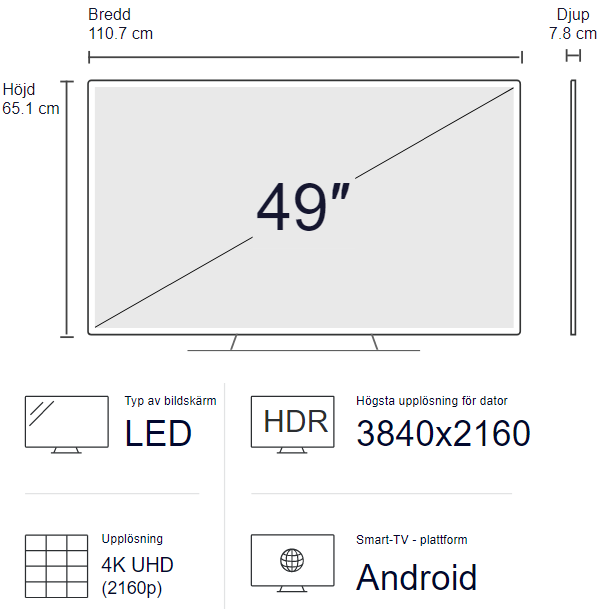 Bredd
110.7 cm
Djup
7.8 cm
Höjd
65.1 cm
49″
Typ av bildskärm
LED
HDR
Högsta upplösning för dator
3840x2160
Upplösning
4K UHD
(2160p)
Smart-TV - plattform
Android